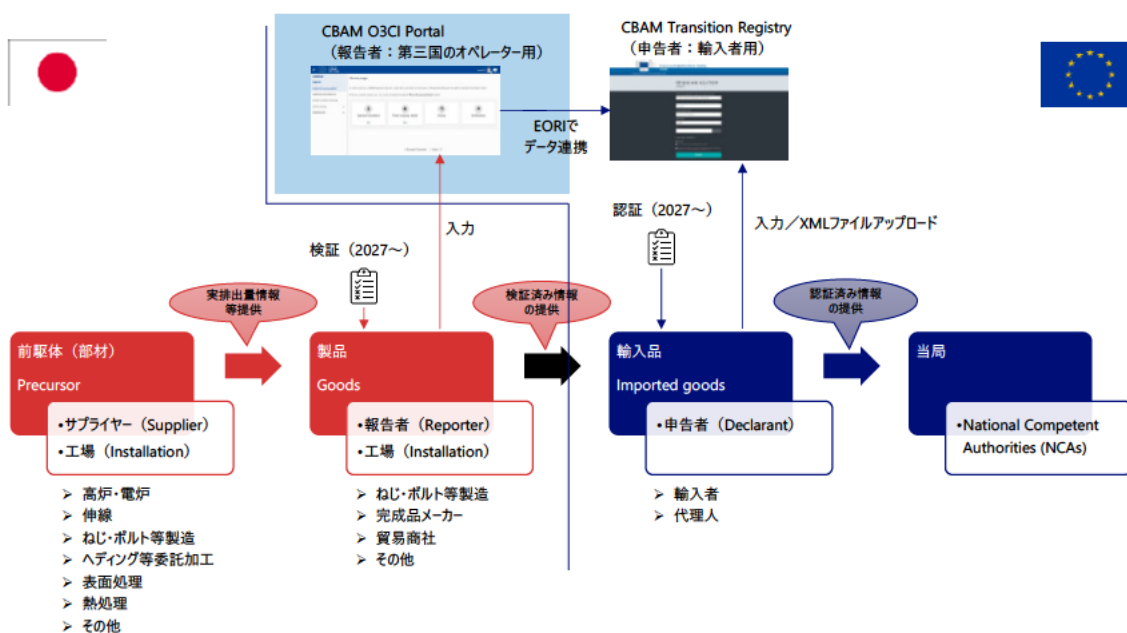 CBAM O3CI Portal
（報告者：第三国のオペレーター用）
CBAM Transition Registry
（申告者：輸入者用）
EORIで
データ連携
入力
認証（2027～）
入力／XMLファイルアップロード
検証（2027～）
実排出量情報
等提供
検証済み情報
の提供
認証済み情報
の提供
前駆体（部材）
Precursor
•サプライヤー（Supplier）
•工場（Installation）
製品
Goods
•報告者（Reporter）
•工場（Installation）
輸入品
Imported goods
•申告者（Declarant）
当局
•National Competent
Authorities (NCAs)
➢ 高炉・電炉
➢ 伸線
➢ ねじ・ボルト等製造
➢ ヘディング等委託加工
➢ 表面処理
➢ 熱処理
➢ その他
➢ ねじ・ボルト等製造
➢ 完成品メーカー
➢ 貿易商社
➢ その他
➢ 輸入者
➢ 代理人